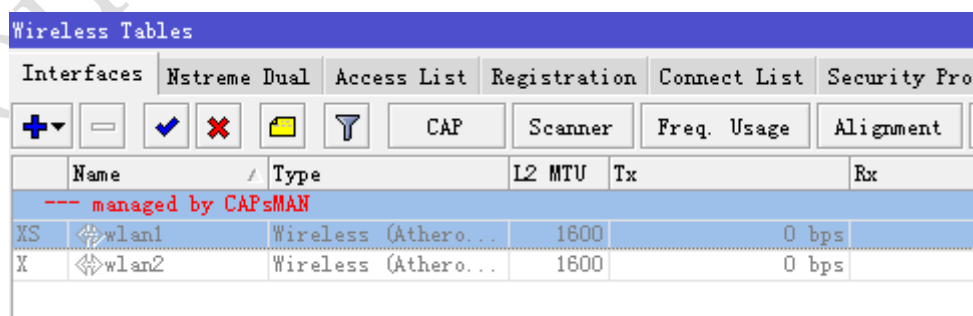 Wireless Tables
Interfaces Nstreme Dual Access List Registration Connect List Security Pro
CAP Scanner Freq. Usage Alignment
Name Type L2 MTU Tx Rx
--- managed by CAPsMAN
XS wlan1 Wireless (Athero... 1600 0 bps
X wlan2 Wireless (Athero... 1600 0 bps